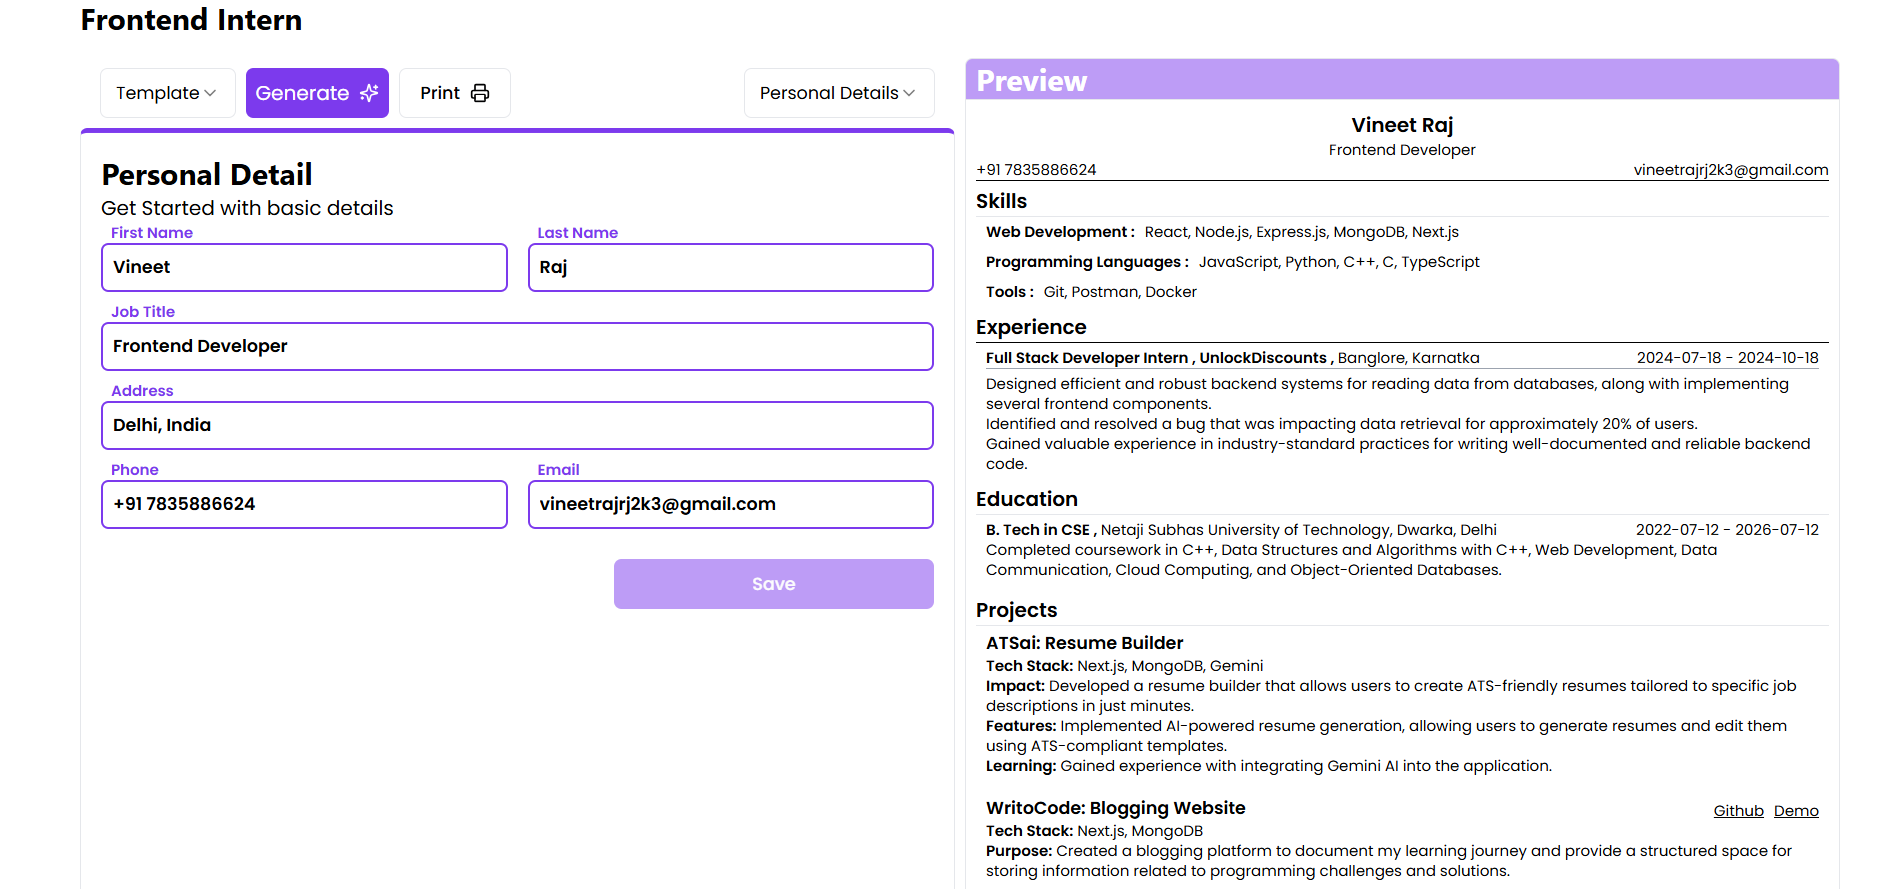 Frontend Intern
Template
Generate
Print
Personal Details
Personal Detail
Get Started with basic details
First Name
Last Name
Vineet
Raj
Job Title
Frontend Developer
Address
Delhi, India
Phone
Email
+91 7835886624
vineetrajrj2k3@gmail.com
Save
Preview
Vineet Raj
Frontend Developer
+91 7835886624
vineetrajrj2k3@gmail.com
Skills
Web Development : React, Node.js, Express.js, MongoDB, Next.js
Programming Languages : JavaScript, Python, C++, C, TypeScript
Tools : Git, Postman, Docker
Experience
Full Stack Developer Intern , UnlockDiscounts , Banglore, Karnatka 2024-07-18 - 2024-10-18
Designed efficient and robust backend systems for reading data from databases, along with implementing
several frontend components.
Identified and resolved a bug that was impacting data retrieval for approximately 20% of users.
Gained valuable experience in industry-standard practices for writing well-documented and reliable backend
code.
Education
B. Tech in CSE , Netaji Subhas University of Technology, Dwarka, Delhi 2022-07-12 - 2026-07-12
Completed coursework in C++, Data Structures and Algorithms with C++, Web Development, Data
Communication, Cloud Computing, and Object-Oriented Databases.
Projects
ATSai: Resume Builder
Tech Stack: Next.js, MongoDB, Gemini
Impact: Developed a resume builder that allows users to create ATS-friendly resumes tailored to specific job
descriptions in just minutes.
Features: Implemented AI-powered resume generation, allowing users to generate resumes and edit them
using ATS-compliant templates.
Learning: Gained experience with integrating Gemini AI into the application.
WritoCode: Blogging Website Github Demo
Tech Stack: Next.js, MongoDB
Purpose: Created a blogging platform to document my learning journey and provide a structured space for
storing information related to programming challenges and solutions.